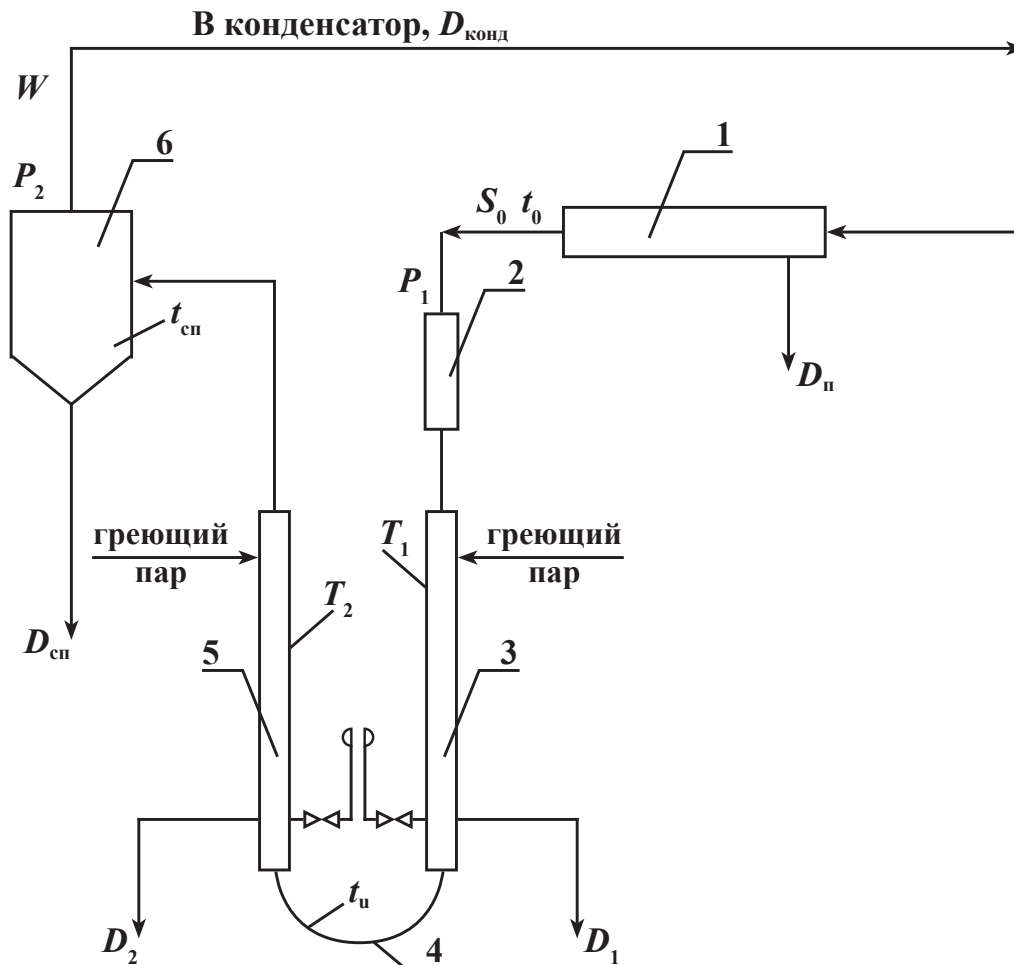 В конденсатор, Dконд
W
6
1
P2
S0 t0
2
P1
tсп
Dп
греющий
пар
T1
греющий
пар
T2
Dсп
5
3
tu
D2
4
D1